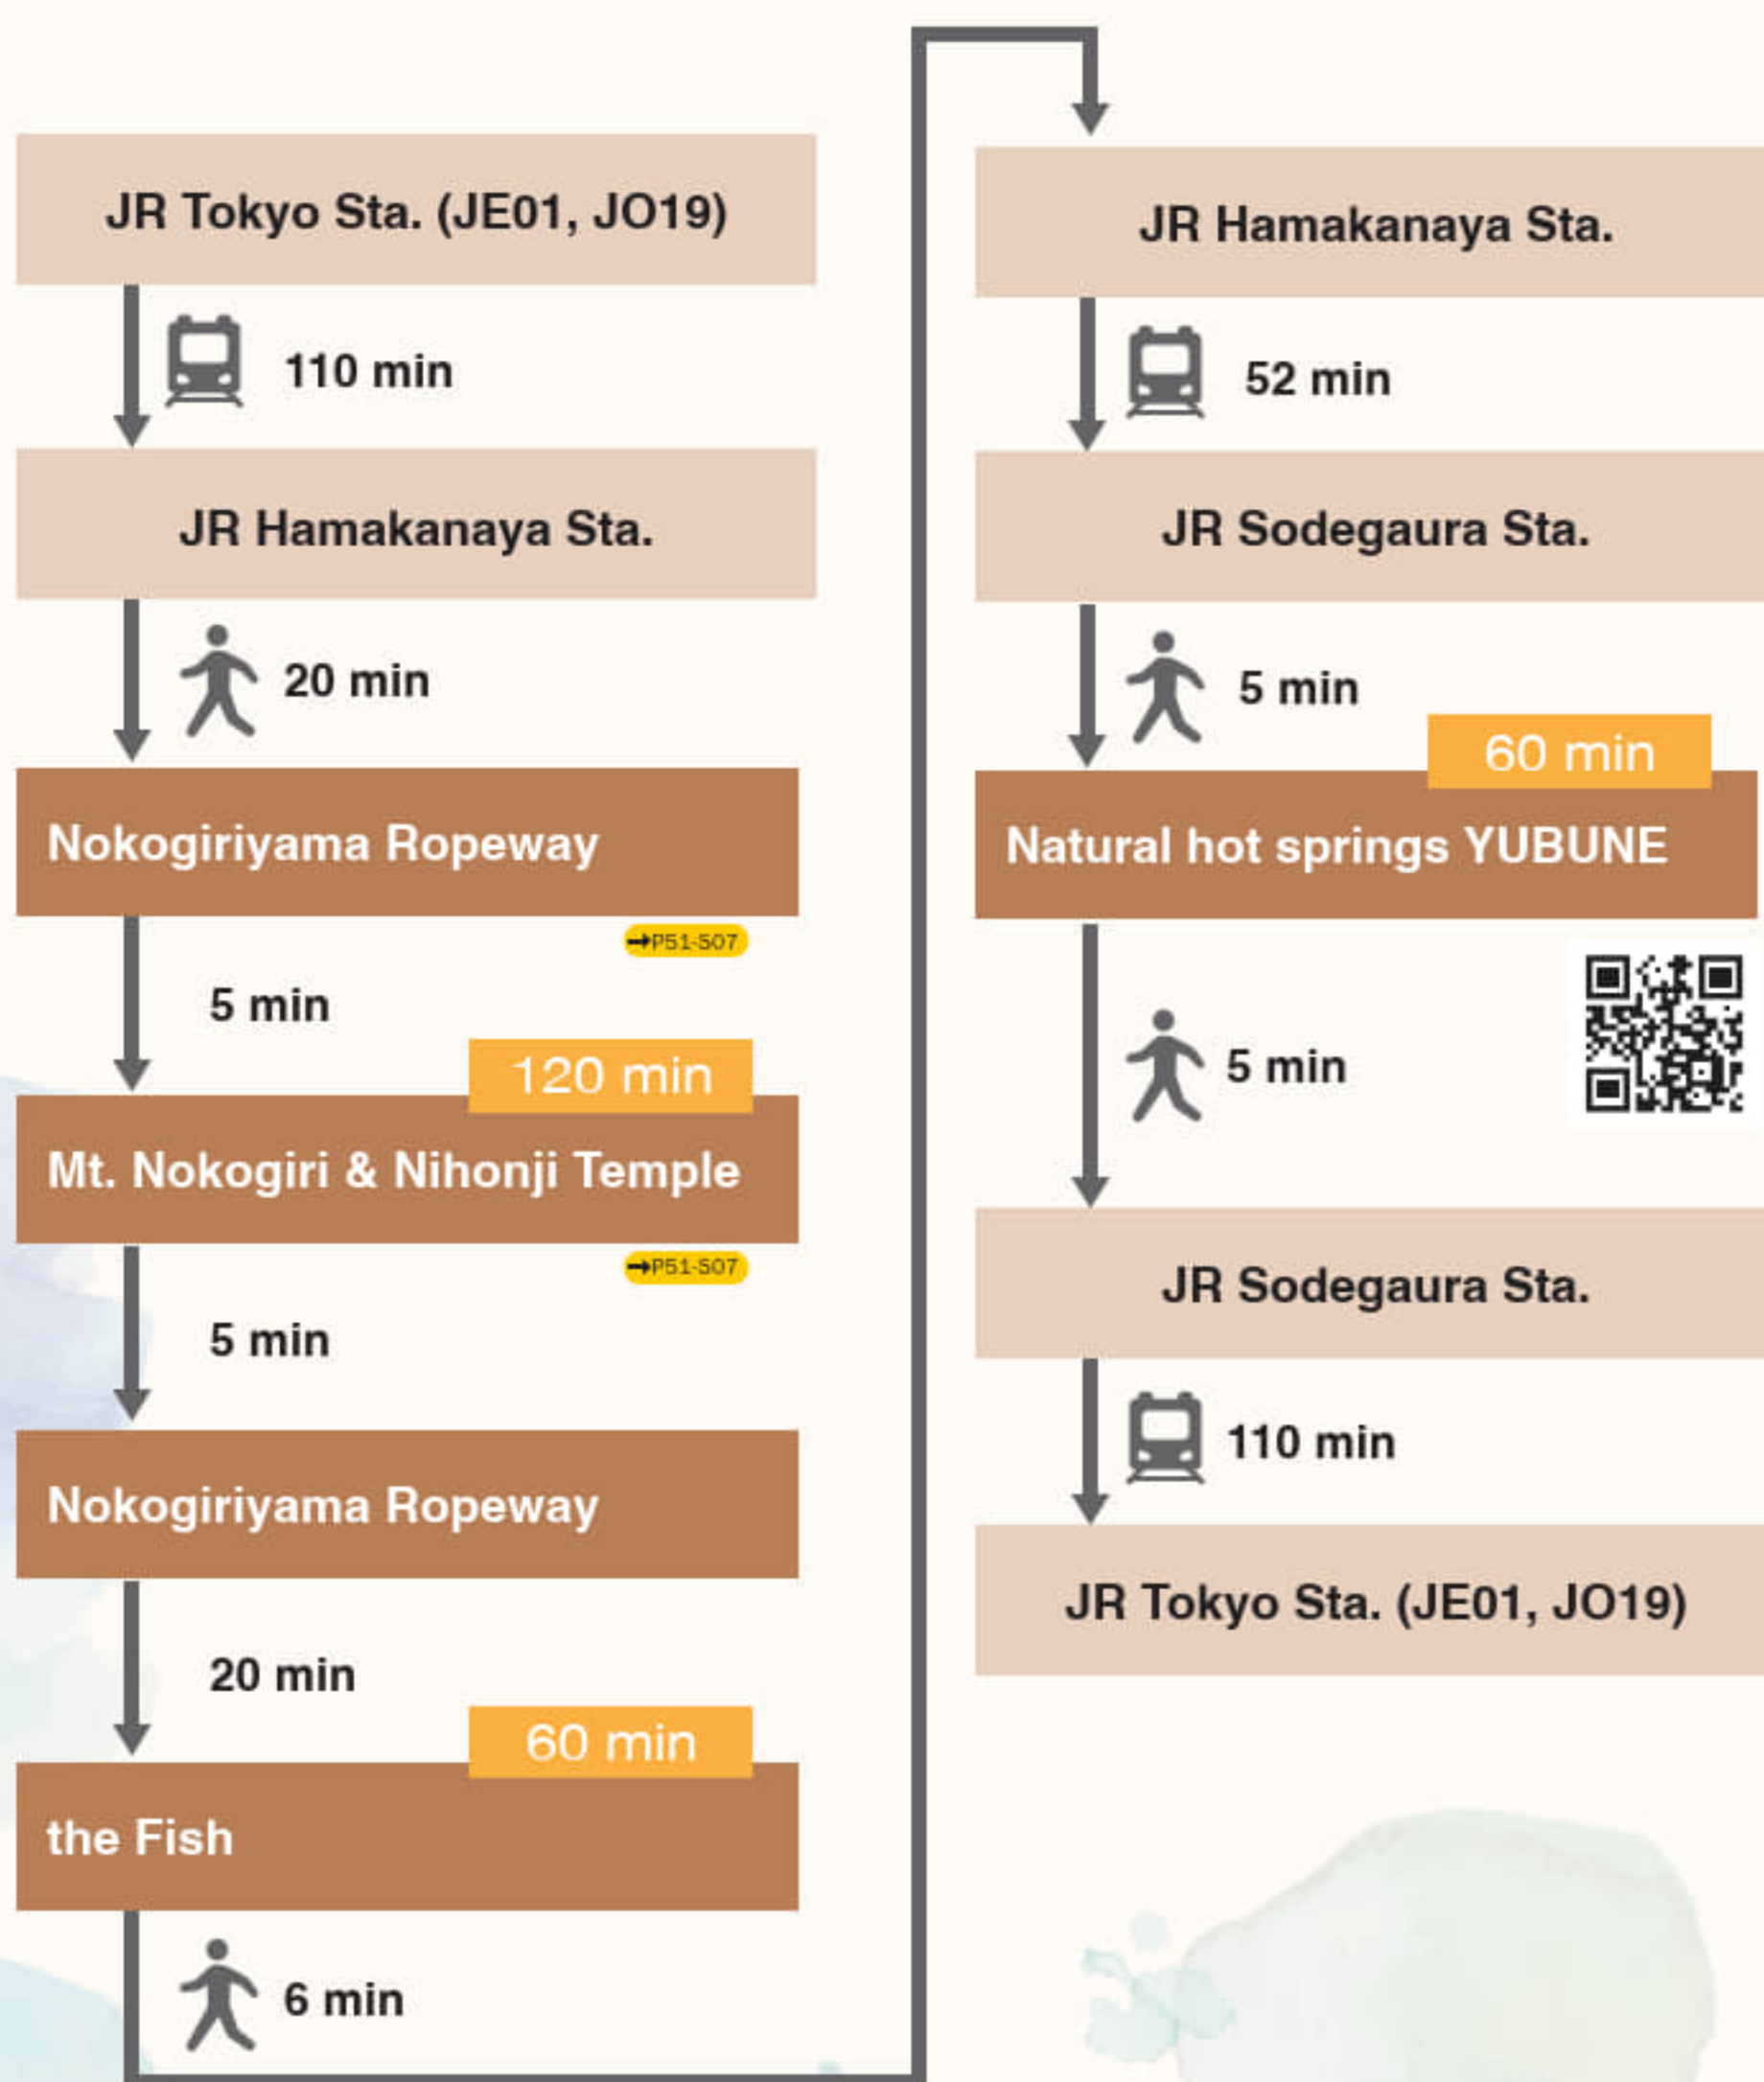 JR Tokyo Sta. (JE01, JO19)
110 min
JR Hamakanaya Sta.
20 min
Nokogiriyama Ropeway
➞P51-S07
5 min
120 min
Mt. Nokogiri & Nihonji Temple
➞P51-S07
5 min
Nokogiriyama Ropeway
20 min
60 min
the Fish
6 min
JR Hamakanaya Sta.
52 min
JR Sodegaura Sta.
5 min
60 min
Natural hot springs YUBUNE
5 min
JR Sodegaura Sta.
110 min
JR Tokyo Sta. (JE01, JO19)